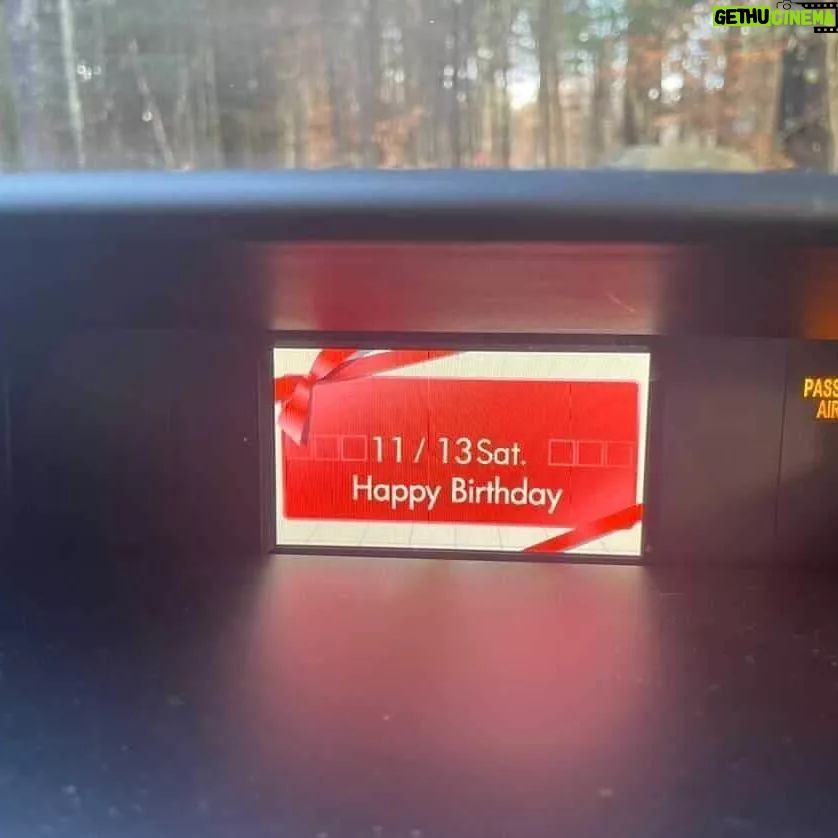 GETHUCINEMA
11 / 13 Sat.
Happy Birthday
PASS
AIR